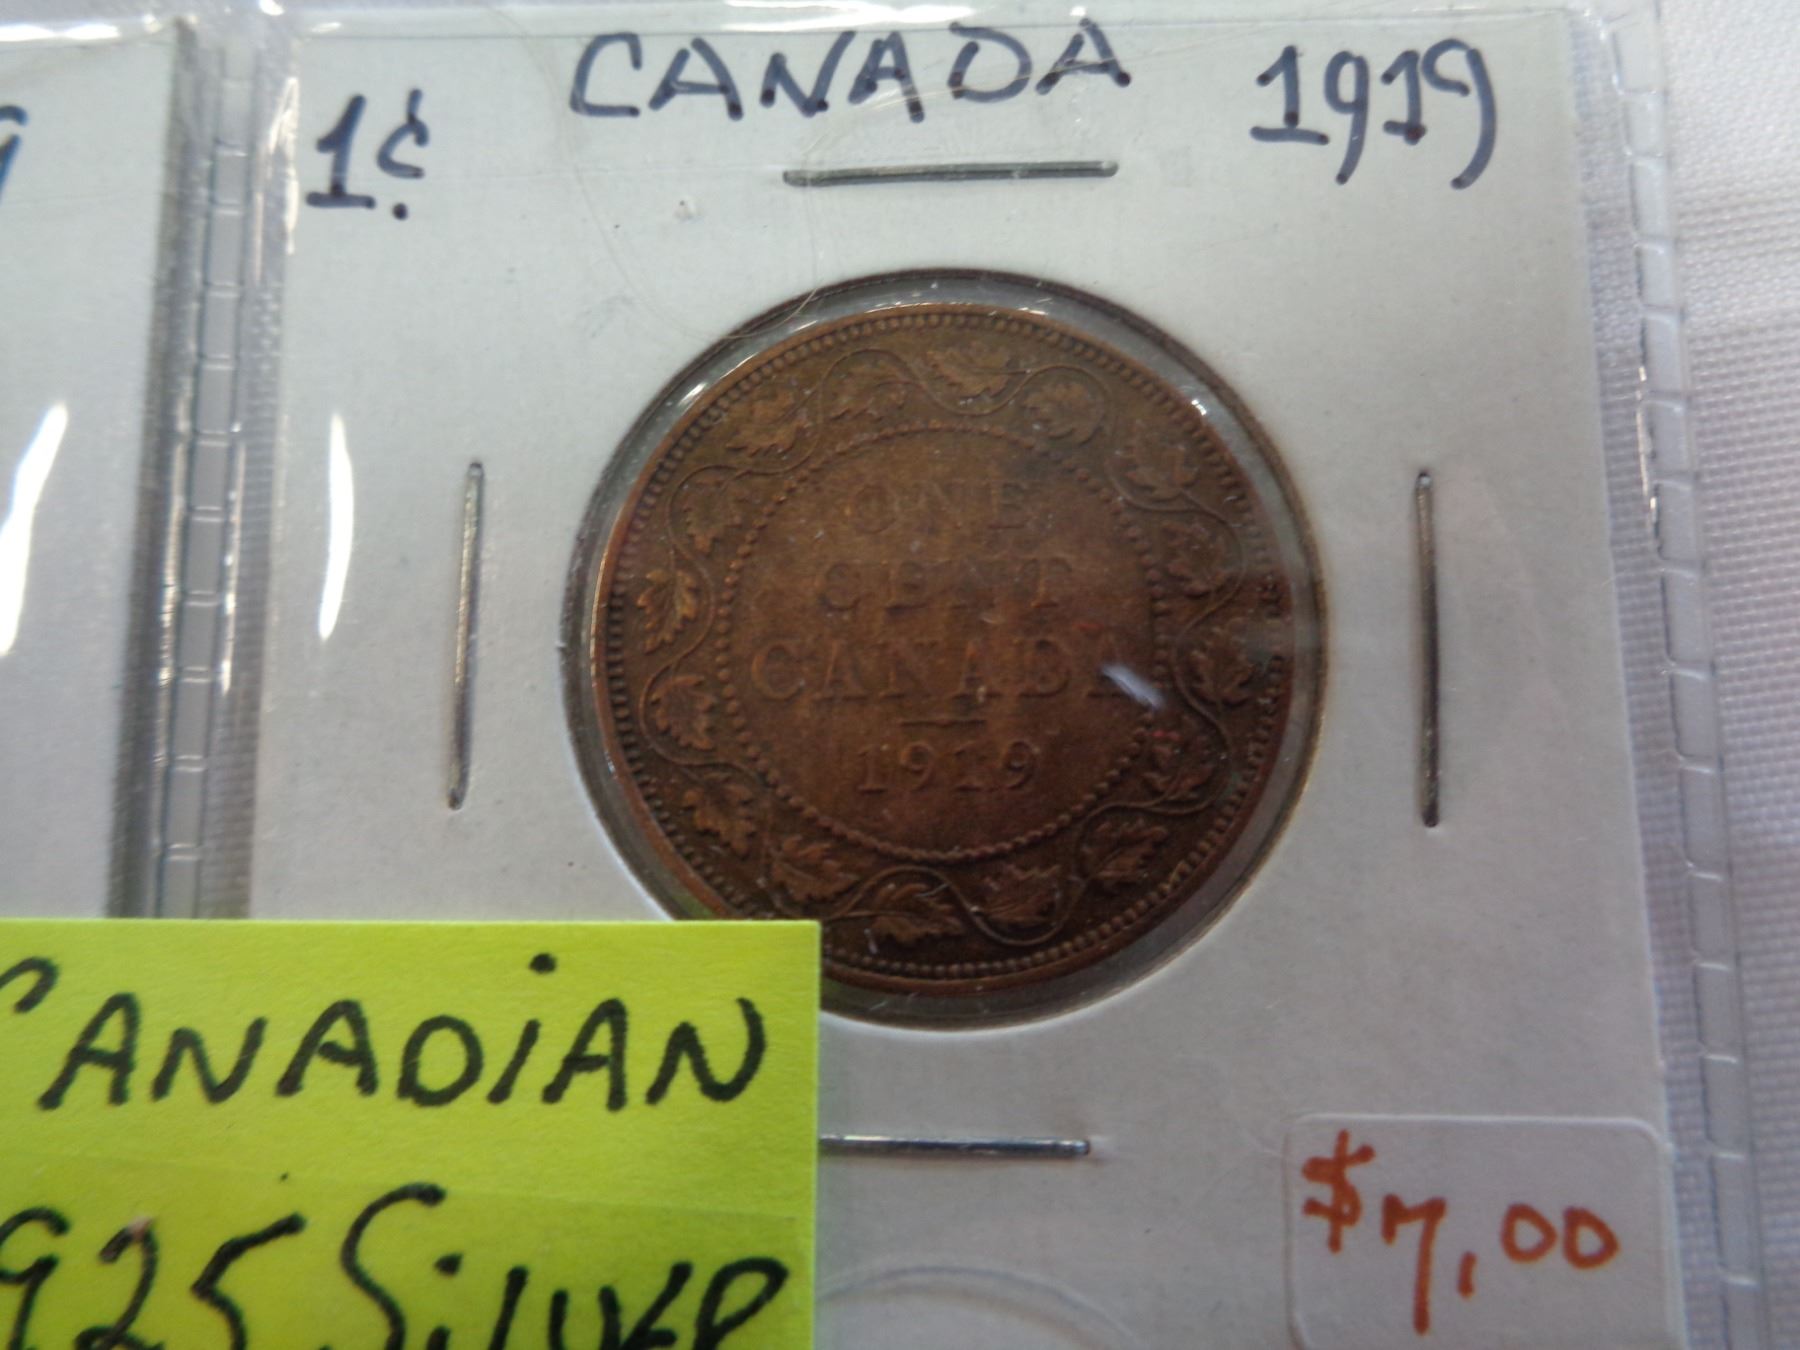 CANADA 1919
1¢
ONE
CENT
CANADA
1919
CANADIAN
925 SILVER
$7.00